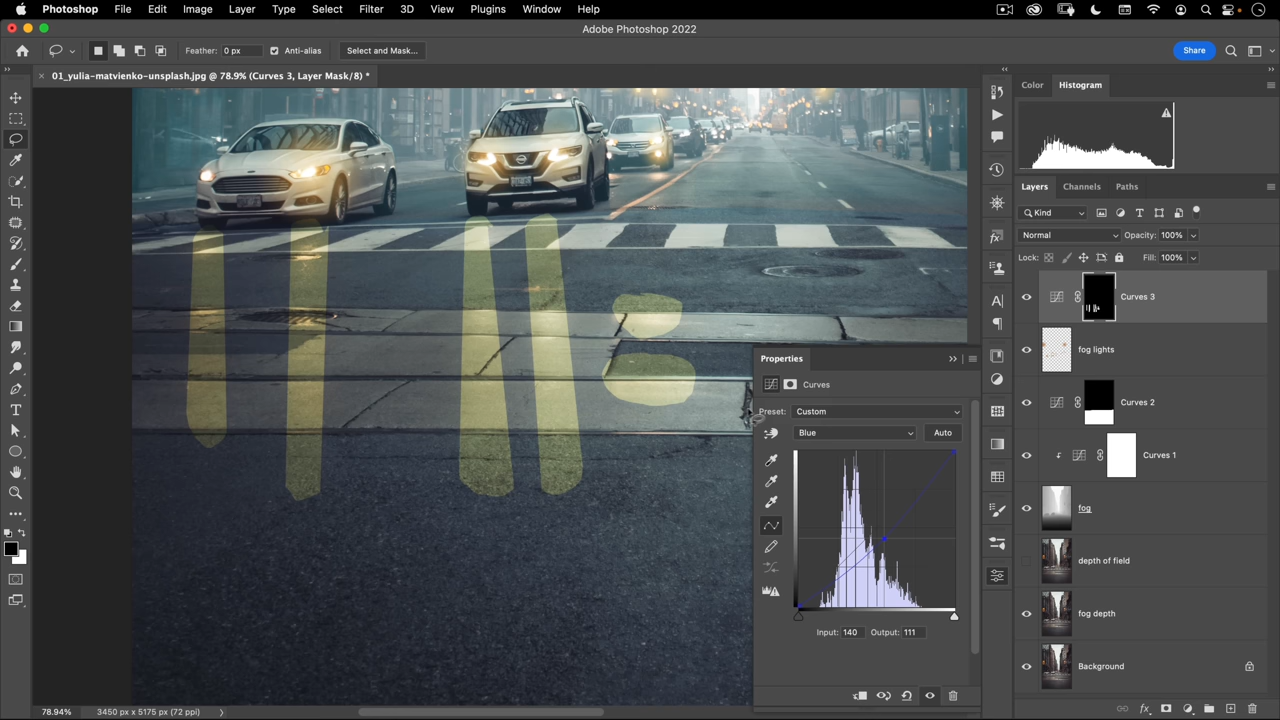 Photoshop File Edit Image Layer Type Select Filter 3D View Plugins Window Help
Adobe Photoshop 2022
Feather: 0 px Anti-alias Select and Mask... Share
01_yulia-matvienko-unsplash.jpg @ 78.9% (Curves 3, Layer Mask/8) *
Color Histogram
Layers Channels Paths
Kind
Normal Opacity: 100%
Lock: Fill: 100%
Curves 3
fog lights
Curves 2
Curves 1
fog
depth of field
fog depth
Background
Properties
Curves
Preset: Custom
Blue Auto
Input: 140 Output: 111
78.94% 3450 px x 5175 px (72 ppi)